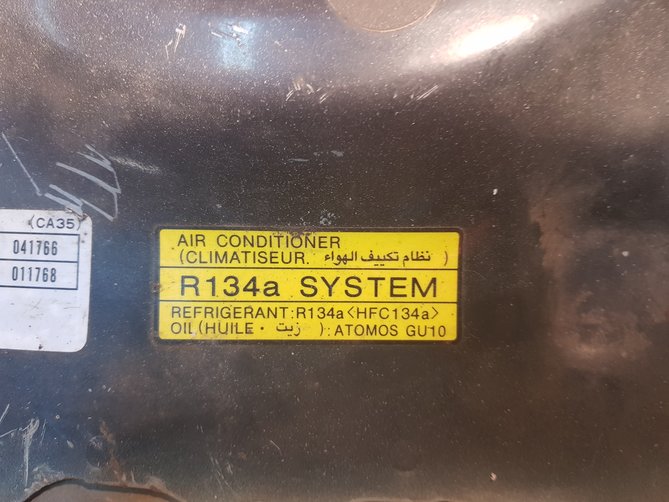 (CA35)
041766
011768
AIR CONDITIONER
(CLIMATISEUR. نظام تكييف الهواء )
R134a SYSTEM
REFRIGERANT:R134a<HFC134a>
OIL(HUILE・ زيت ):ATOMOS GU10